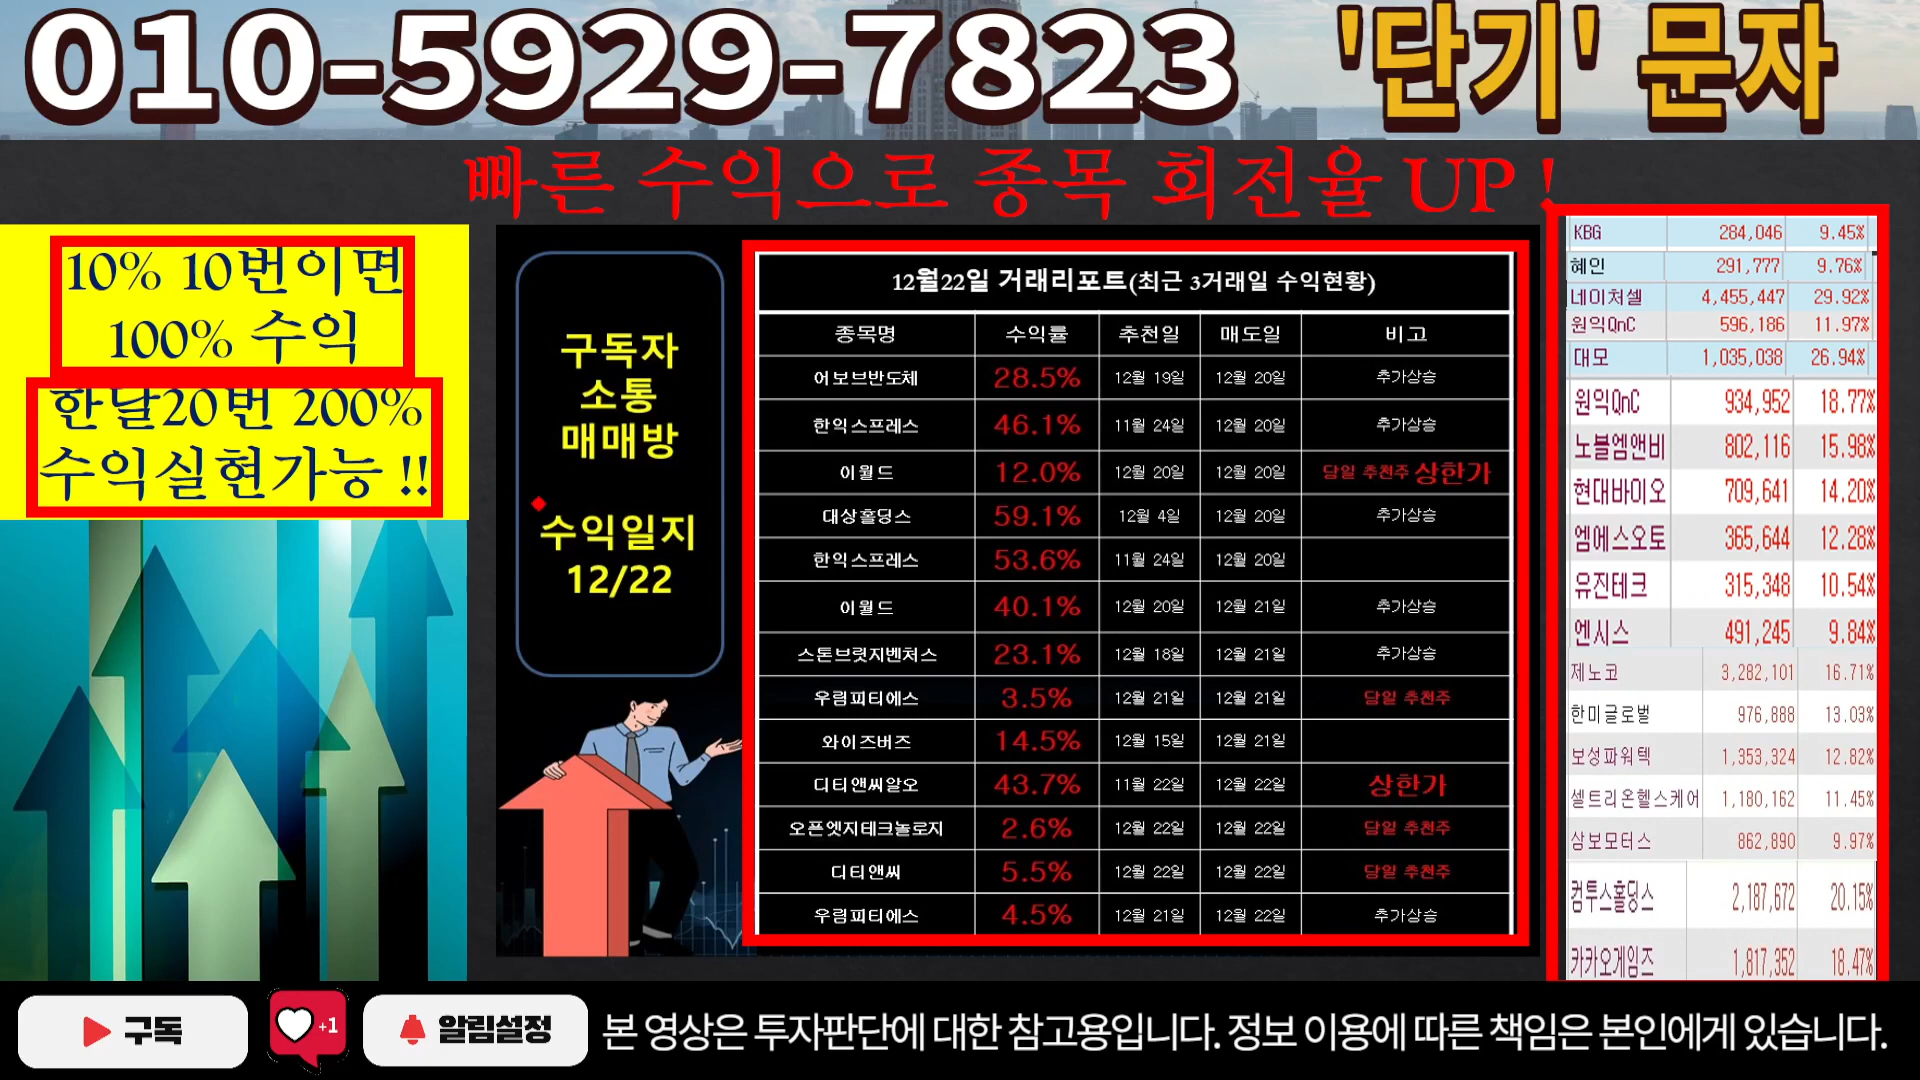 010-5929-7823 '단기' 문자
빠른 수익으로 종목 회전율 UP !
10% 10번이면
100% 수익
한달20번 200%
수익실현가능 !!
구독자
소통
매매방
수익일지
12/22
12월22일 거래리포트(최근 3거래일 수익현황)
종목명 수익률 추천일 매도일 비고
어보브반도체 28.5% 12월 19일 12월 20일 추가상승
한익스프레스 46.1% 11월 24일 12월 20일 추가상승
이월드 12.0% 12월 20일 12월 20일 당일 추천주 상한가
대상홀딩스 59.1% 12월 4일 12월 20일 추가상승
한익스프레스 53.6% 11월 24일 12월 20일
이월드 40.1% 12월 20일 12월 21일 추가상승
스톤브릿지벤처스 23.1% 12월 18일 12월 21일 추가상승
우림피티에스 3.5% 12월 21일 12월 21일 당일 추천주
와이즈버즈 14.5% 12월 15일 12월 21일
디티앤씨알오 43.7% 11월 22일 12월 22일 상한가
오픈엣지테크놀로지 2.6% 12월 22일 12월 22일 당일 추천주
디티앤씨 5.5% 12월 22일 12월 22일 당일 추천주
우림피티에스 4.5% 12월 21일 12월 22일 추가상승
KBG 284,046 9.45%
혜인 291,777 9.76%
네이처셀 4,455,447 29.92%
원익QnC 596,186 11.97%
대모 1,035,038 26.94%
원익QnC 934,952 18.77%
노블엠앤비 802,116 15.98%
현대바이오 709,641 14.20%
엠에스오토 365,644 12.28%
유진테크 315,348 10.54%
엔시스 491,245 9.84%
제노코 3,282,101 16.71%
한미글로벌 976,888 13.03%
보성파워텍 1,353,324 12.82%
셀트리온헬스케어 1,180,162 11.45%
삼보모터스 862,890 9.97%
컴투스홀딩스 2,187,672 20.15%
카카오게임즈 1,817,352 18.47%
구독
+1
알림설정
본 영상은 투자판단에 대한 참고용입니다. 정보 이용에 따른 책임은 본인에게 있습니다.